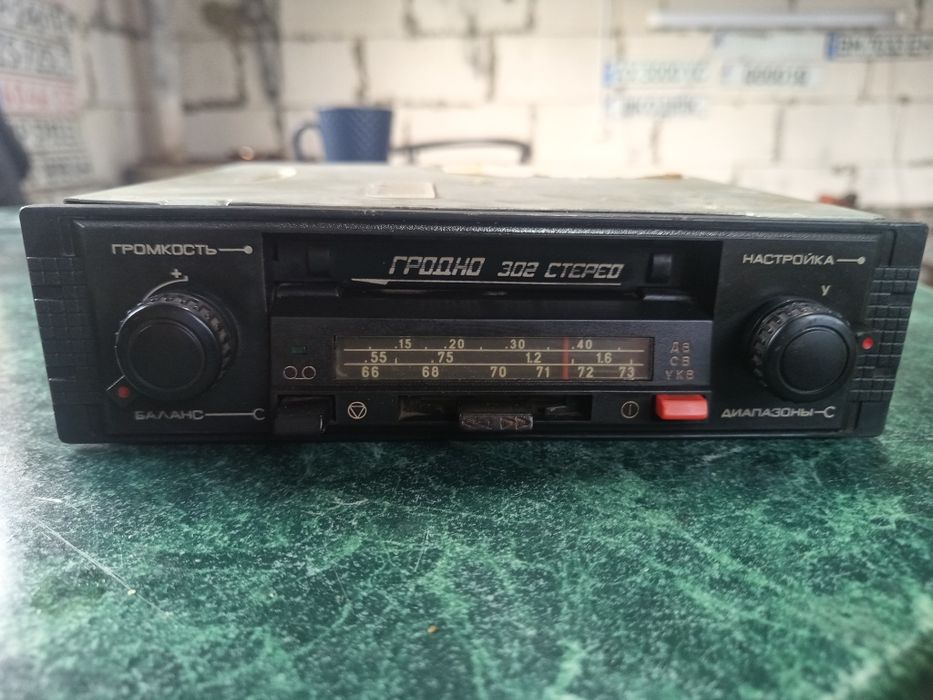 ГРОМКОСТЬ
ГРОДНО 302 СТЕРЕО
НАСТРОЙКА
+
У
.15 .20 .30 .40
ДВ
.55 .75 1.2 1.6
СВ
66 68 70 71 72 73
УКВ
БАЛАНС С
ДИАПАЗОНЫ С